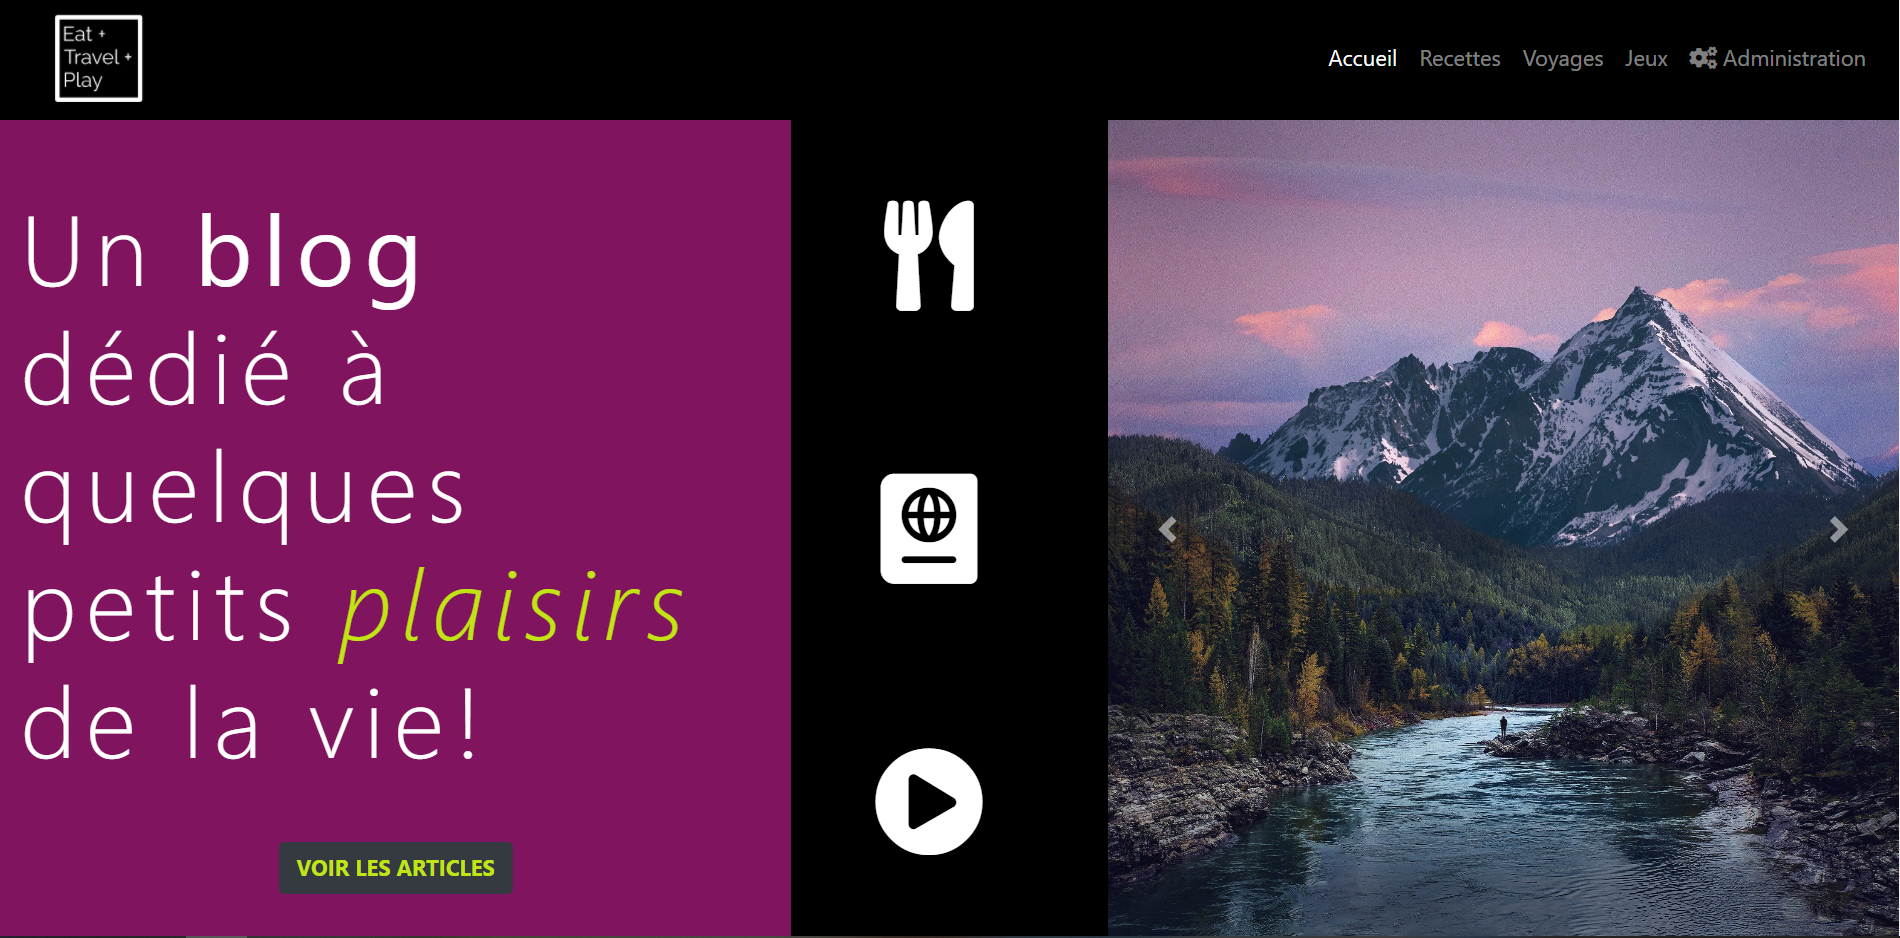 Eat +
Travel +
Play
Accueil Recettes Voyages Jeux Administration
Un blog
dédié à
quelques
petits plaisirs
de la vie!
VOIR LES ARTICLES